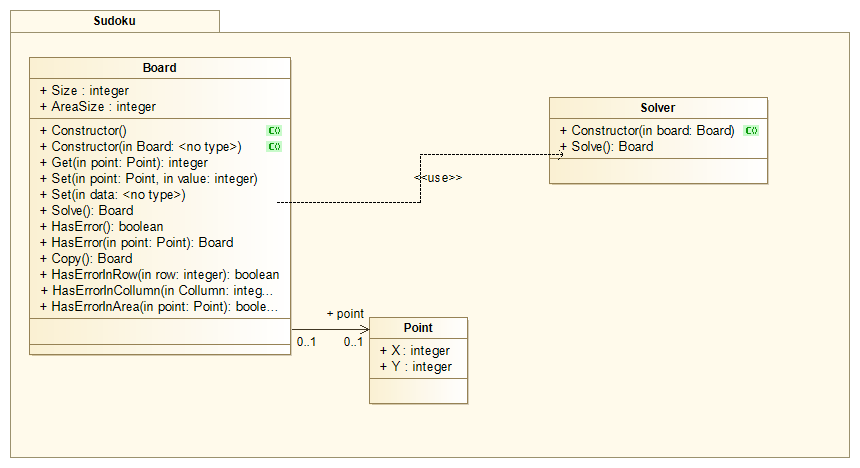 Sudoku
Board
+ Size : integer
+ AreaSize : integer
+ Constructor()
+ Constructor(in Board: <no type>)
+ Get(in point: Point): integer
+ Set(in point: Point, in value: integer)
+ Set(in data: <no type>)
+ Solve(): Board
+ HasError(): boolean
+ HasError(in point: Point): Board
+ Copy(): Board
+ HasErrorInRow(in row: integer): boolean
+ HasErrorInCollumn(in Collumn: integ...
+ HasErrorInArea(in point: Point): boole...
Solver
+ Constructor(in board: Board)
+ Solve(): Board
<<use>>
+ point
0..1
0..1
Point
+ X : integer
+ Y : integer